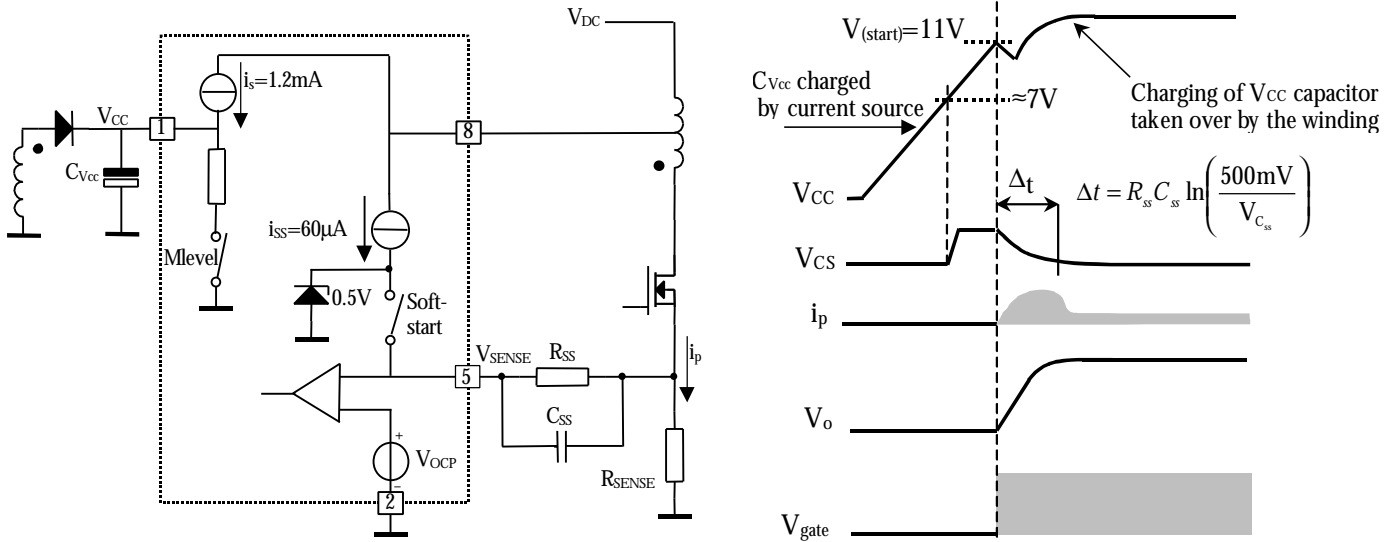 V_DC
i_s=1.2mA
V_CC
1
8
C_Vcc
i_SS=60µA
Mlevel
0.5V
Soft-
start
V_SENSE
R_SS
i_p
5
C_SS
+
V_OCP
−
R_SENSE
2
V_(start)=11V
C_Vcc charged
by current source
≈7V
Charging of V_CC capacitor
taken over by the winding
V_CC
Δt
Δt = R_ss C_ss ln(500mV / V_C_ss)
V_CS
i_p
V_o
V_gate